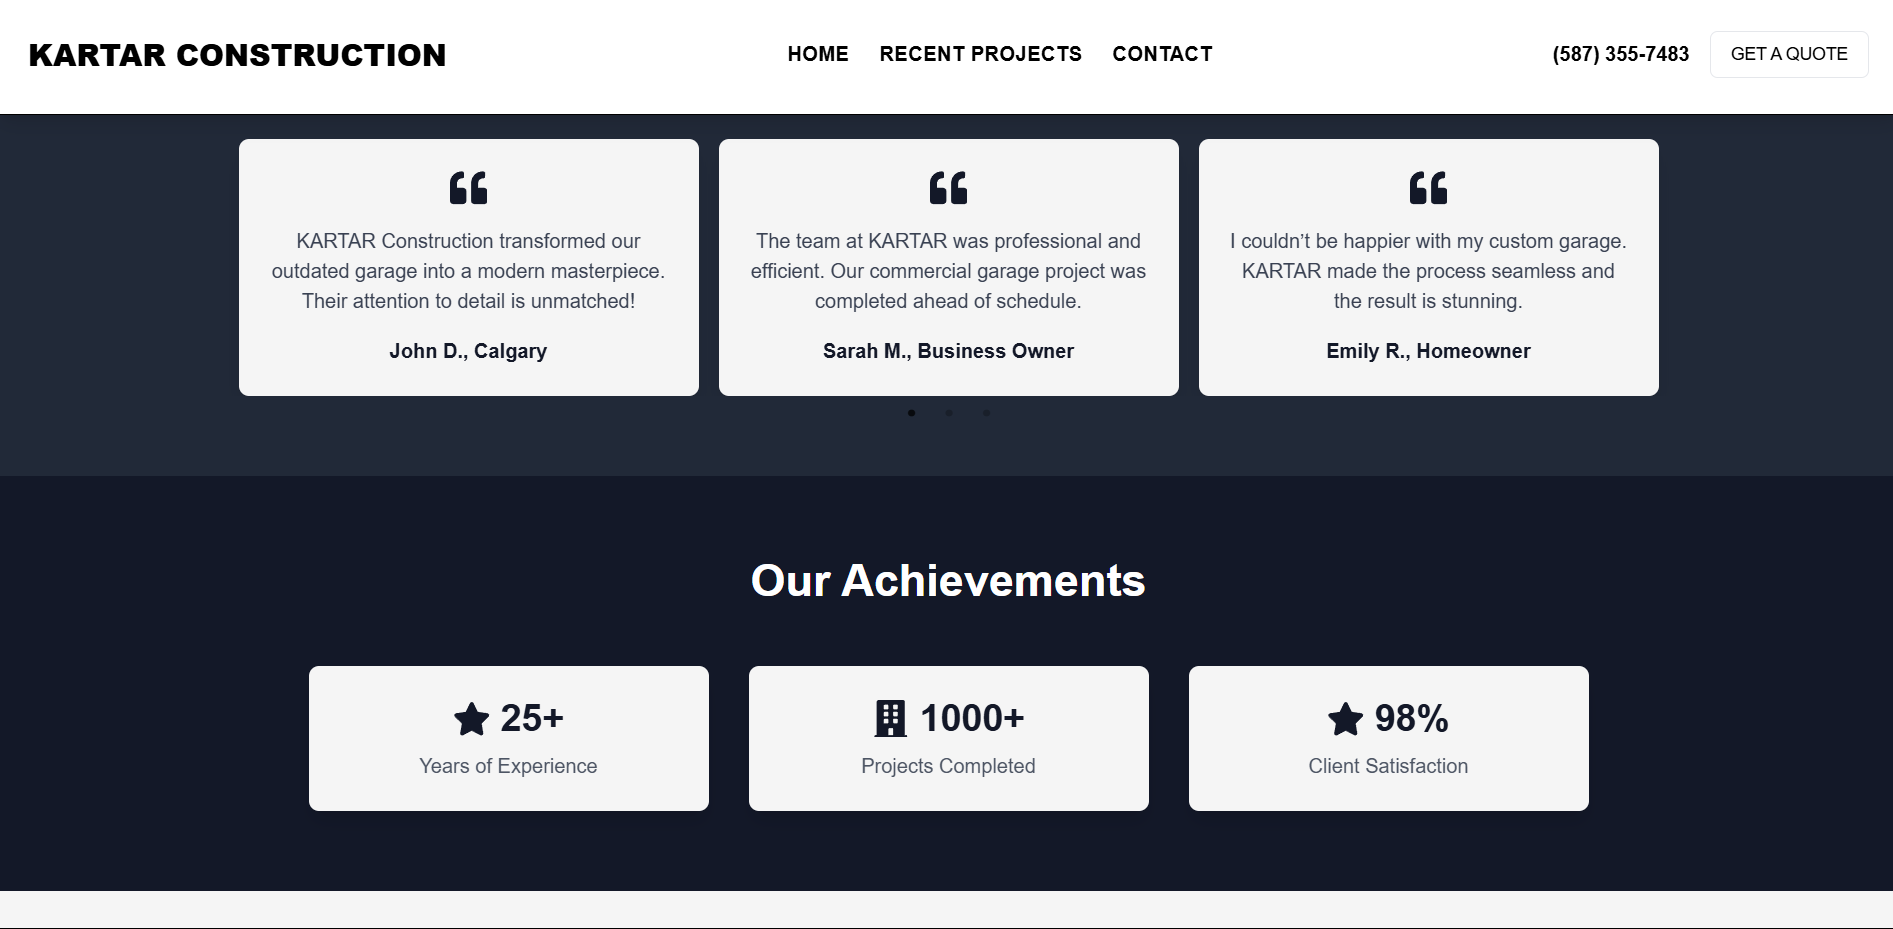 KARTAR CONSTRUCTION
HOME RECENT PROJECTS CONTACT
(587) 355-7483 GET A QUOTE
KARTAR Construction transformed our
outdated garage into a modern masterpiece.
Their attention to detail is unmatched!
John D., Calgary
The team at KARTAR was professional and
efficient. Our commercial garage project was
completed ahead of schedule.
Sarah M., Business Owner
I couldn’t be happier with my custom garage.
KARTAR made the process seamless and
the result is stunning.
Emily R., Homeowner
Our Achievements
25+
Years of Experience
1000+
Projects Completed
98%
Client Satisfaction